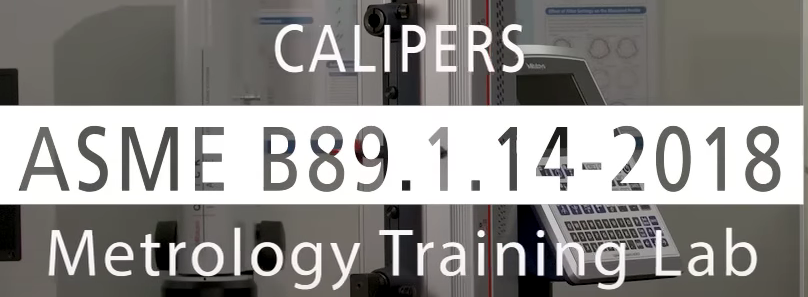 CALIPERS
ASME B89.1.14-2018
Metrology Training Lab